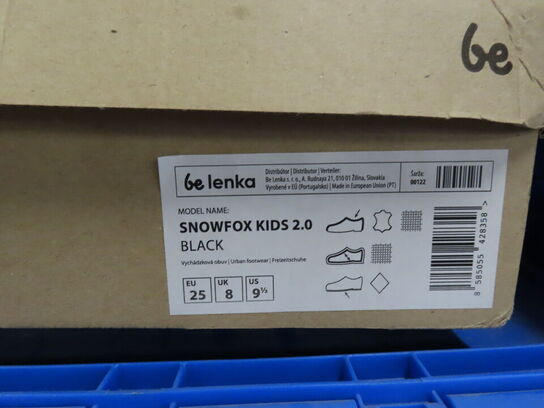 be
be lenka
Distribútor | Distributor | Verteiler:
Be Lenka s. r. o., A. Rudnaya 21, 010 01 Žilina, Slovakia
Vyrobené v EÚ (Portugalsko) | Made in European Union (PT)
Šarža:
00122
MODEL NAME:
SNOWFOX KIDS 2.0
BLACK
Vychádzková obuv | Urban footwear | Freizeitschuhe
EU UK US
25 8 9½
8 585055 428358 >